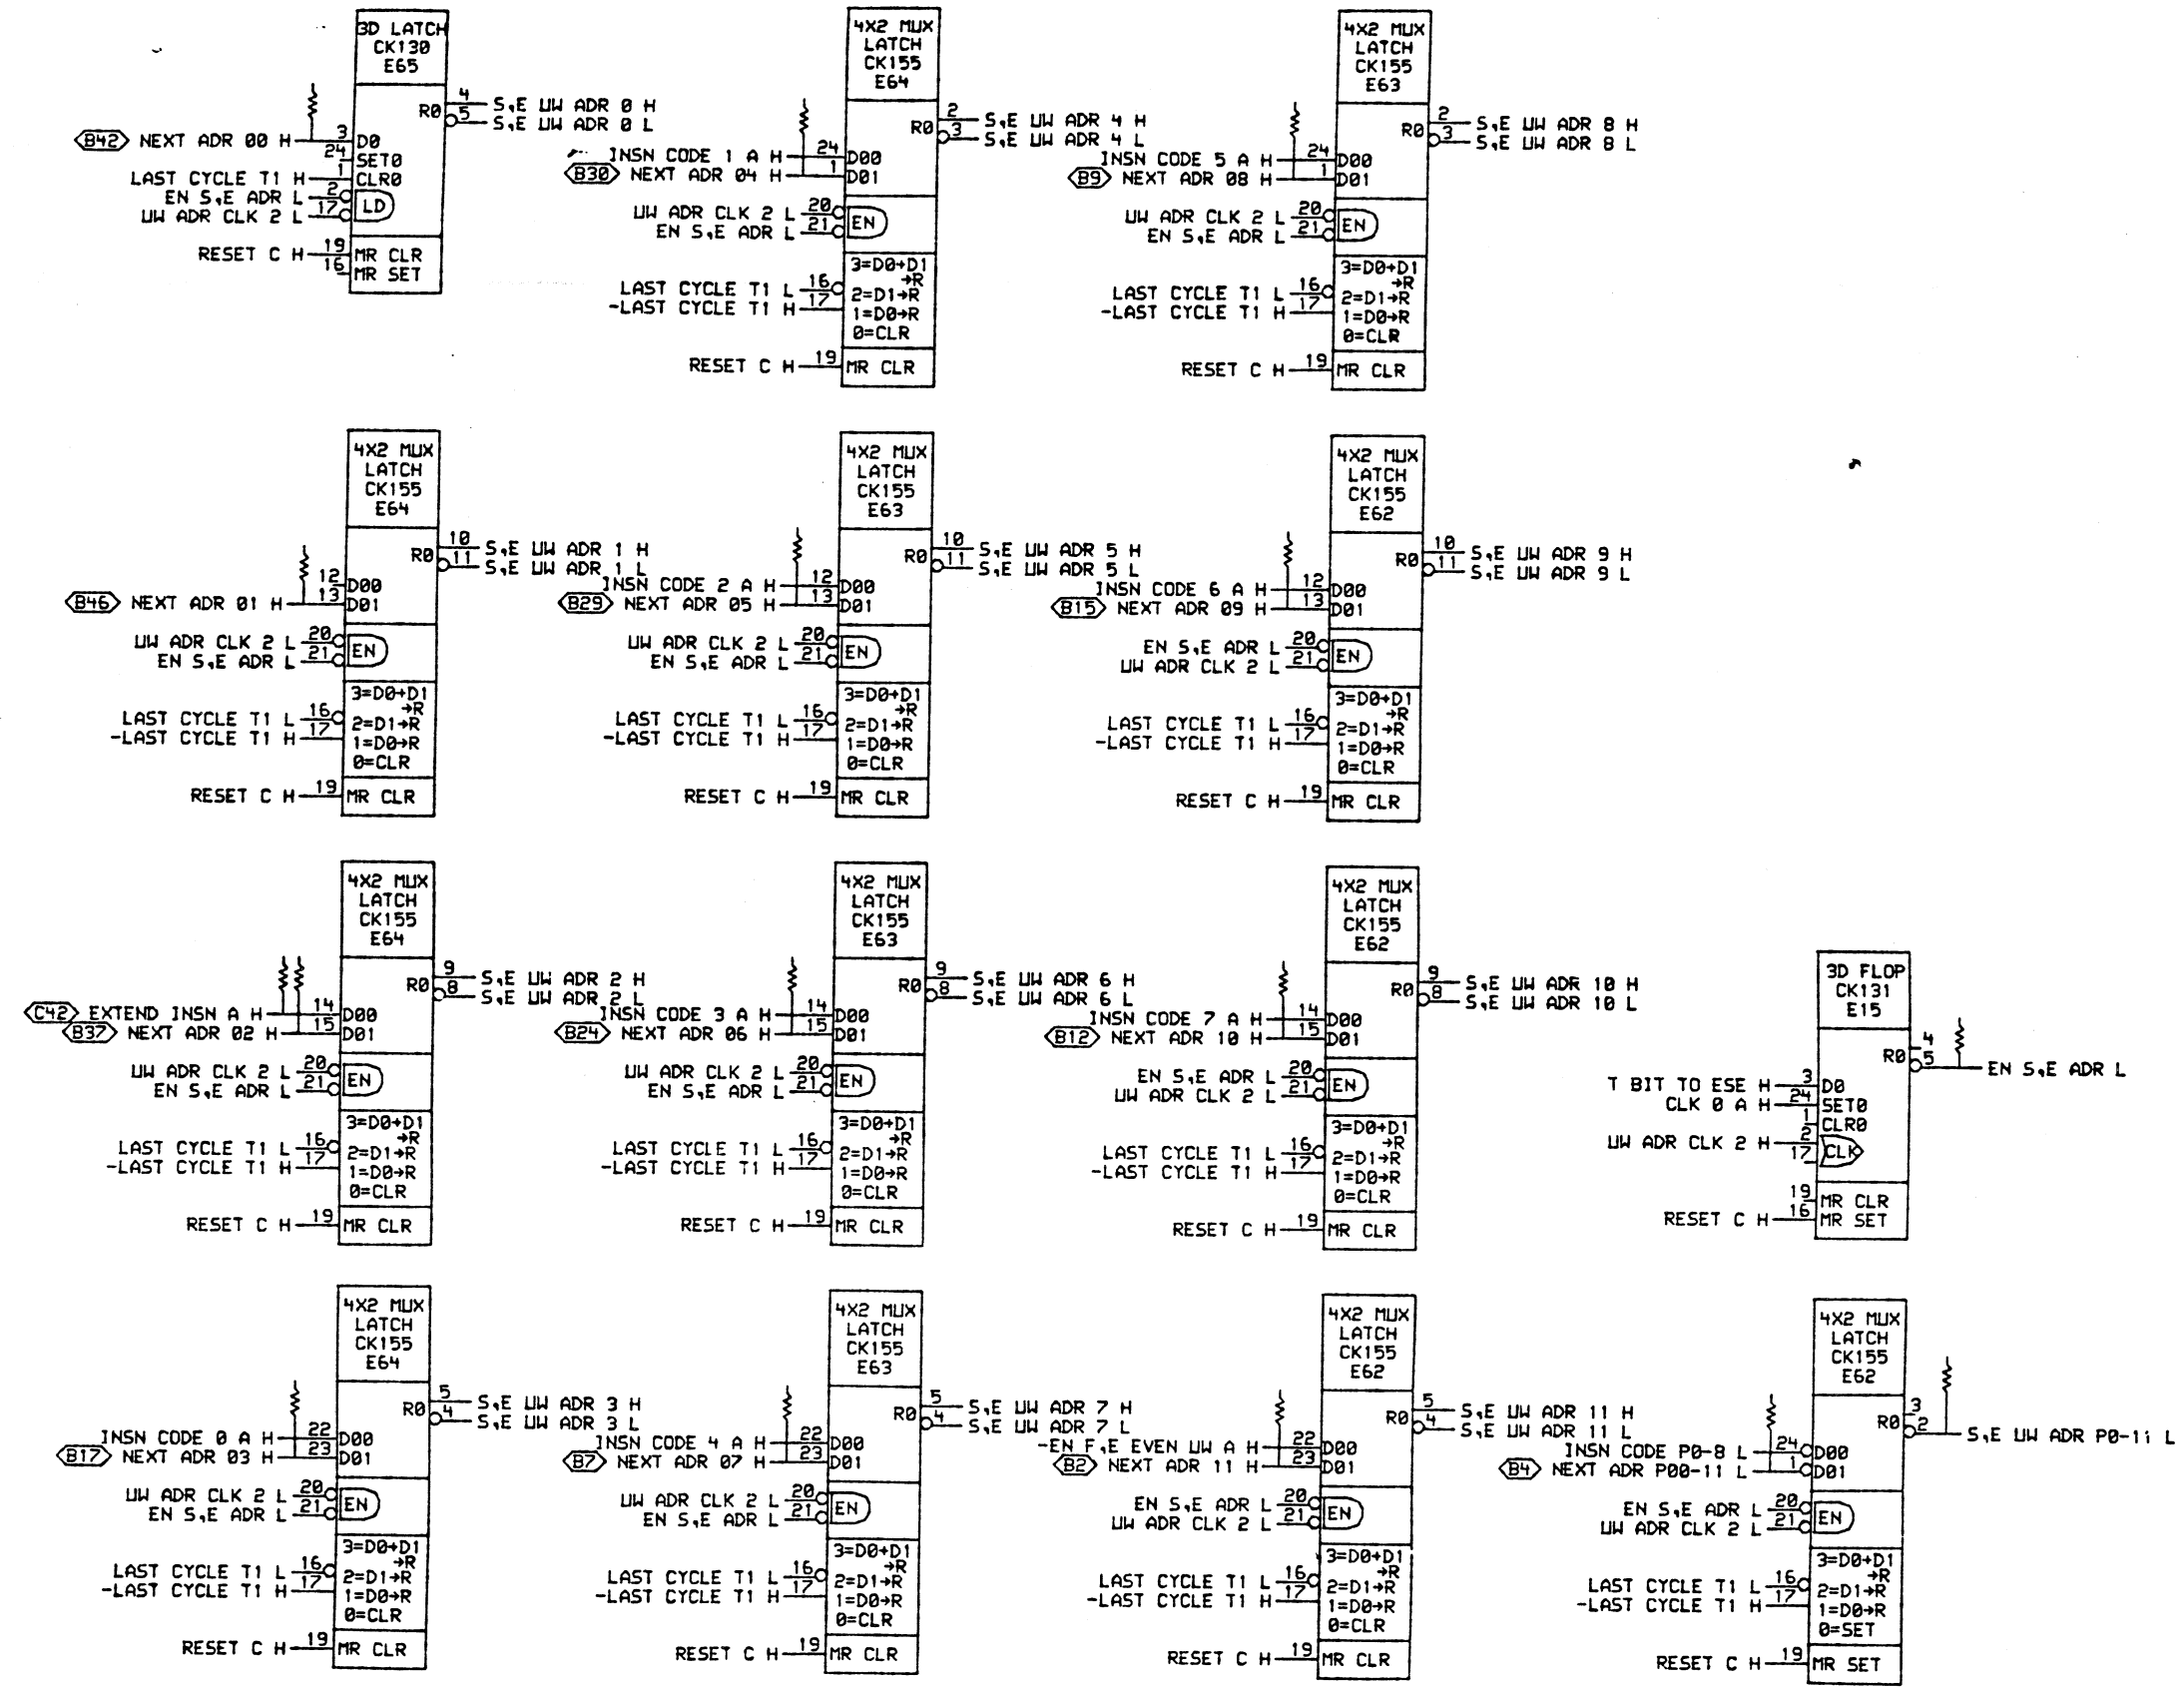 3D LATCH
CK130
E65
4
R0
5
S,E UW ADR 0 H
S,E UW ADR 0 L
B42 NEXT ADR 00 H 3 D0
24 SET0
LAST CYCLE T1 H 1 CLR0
EN S,E ADR L 2
UW ADR CLK 2 L 17 LD
RESET C H 19 MR CLR
16 MR SET
4X2 MUX
LATCH
CK155
E64
R0
2 S,E UW ADR 4 H
3 S,E UW ADR 4 L
INSN CODE 1 A H 24 D00
B30 NEXT ADR 04 H 1 D01
UW ADR CLK 2 L 20
EN S,E ADR L 21 EN
3=D0+D1
→R
LAST CYCLE T1 L 16 2=D1→R
-LAST CYCLE T1 H 17 1=D0→R
0=CLR
RESET C H 19 MR CLR
4X2 MUX
LATCH
CK155
E63
R0
2 S,E UW ADR 8 H
3 S,E UW ADR 8 L
INSN CODE 5 A H 24 D00
B9 NEXT ADR 08 H 1 D01
UW ADR CLK 2 L 20
EN S,E ADR L 21 EN
3=D0+D1
→R
LAST CYCLE T1 L 16 2=D1→R
-LAST CYCLE T1 H 17 1=D0→R
0=CLR
RESET C H 19 MR CLR
4X2 MUX
LATCH
CK155
E64
R0
10 S,E UW ADR 1 H
11 S,E UW ADR 1 L
12 D00
B46 NEXT ADR 01 H 13 D01
UW ADR CLK 2 L 20
EN S,E ADR L 21 EN
3=D0+D1
→R
LAST CYCLE T1 L 16 2=D1→R
-LAST CYCLE T1 H 17 1=D0→R
0=CLR
RESET C H 19 MR CLR
4X2 MUX
LATCH
CK155
E63
R0
10 S,E UW ADR 5 H
11 S,E UW ADR 5 L
INSN CODE 2 A H 12 D00
B29 NEXT ADR 05 H 13 D01
UW ADR CLK 2 L 20
EN S,E ADR L 21 EN
3=D0+D1
→R
LAST CYCLE T1 L 16 2=D1→R
-LAST CYCLE T1 H 17 1=D0→R
0=CLR
RESET C H 19 MR CLR
4X2 MUX
LATCH
CK155
E62
R0
10 S,E UW ADR 9 H
11 S,E UW ADR 9 L
INSN CODE 6 A H 12 D00
B15 NEXT ADR 09 H 13 D01
EN S,E ADR L 20
UW ADR CLK 2 L 21 EN
3=D0+D1
→R
LAST CYCLE T1 L 16 2=D1→R
-LAST CYCLE T1 H 17 1=D0→R
0=CLR
RESET C H 19 MR CLR
4X2 MUX
LATCH
CK155
E64
R0
9 S,E UW ADR 2 H
8 S,E UW ADR 2 L
C42 EXTEND INSN A H 14 D00
B37 NEXT ADR 02 H 15 D01
UW ADR CLK 2 L 20
EN S,E ADR L 21 EN
3=D0+D1
→R
LAST CYCLE T1 L 16 2=D1→R
-LAST CYCLE T1 H 17 1=D0→R
0=CLR
RESET C H 19 MR CLR
4X2 MUX
LATCH
CK155
E63
R0
9 S,E UW ADR 6 H
8 S,E UW ADR 6 L
INSN CODE 3 A H 14 D00
B24 NEXT ADR 06 H 15 D01
UW ADR CLK 2 L 20
EN S,E ADR L 21 EN
3=D0+D1
→R
LAST CYCLE T1 L 16 2=D1→R
-LAST CYCLE T1 H 17 1=D0→R
0=CLR
RESET C H 19 MR CLR
4X2 MUX
LATCH
CK155
E62
R0
9 S,E UW ADR 10 H
8 S,E UW ADR 10 L
INSN CODE 7 A H 14 D00
B12 NEXT ADR 10 H 15 D01
EN S,E ADR L 20
UW ADR CLK 2 L 21 EN
3=D0+D1
→R
LAST CYCLE T1 L 16 2=D1→R
-LAST CYCLE T1 H 17 1=D0→R
0=CLR
RESET C H 19 MR CLR
3D FLOP
CK131
E15
R0
4
5 EN S,E ADR L
T BIT TO ESE H 3 D0
CLK 0 A H 24 SET0
1 CLR0
UW ADR CLK 2 H 2
17 CLK
19 MR CLR
RESET C H 16 MR SET
4X2 MUX
LATCH
CK155
E64
R0
5 S,E UW ADR 3 H
4 S,E UW ADR 3 L
INSN CODE 0 A H 22 D00
B17 NEXT ADR 03 H 23 D01
UW ADR CLK 2 L 20
EN S,E ADR L 21 EN
3=D0+D1
→R
LAST CYCLE T1 L 16 2=D1→R
-LAST CYCLE T1 H 17 1=D0→R
0=CLR
RESET C H 19 MR CLR
4X2 MUX
LATCH
CK155
E63
R0
5 S,E UW ADR 7 H
4 S,E UW ADR 7 L
INSN CODE 4 A H 22 D00
B7 NEXT ADR 07 H 23 D01
UW ADR CLK 2 L 20
EN S,E ADR L 21 EN
3=D0+D1
→R
LAST CYCLE T1 L 16 2=D1→R
-LAST CYCLE T1 H 17 1=D0→R
0=CLR
RESET C H 19 MR CLR
4X2 MUX
LATCH
CK155
E62
R0
5 S,E UW ADR 11 H
4 S,E UW ADR 11 L
-EN F,E EVEN UW A H 22 D00
B2 NEXT ADR 11 H 23 D01
EN S,E ADR L 20
UW ADR CLK 2 L 21 EN
3=D0+D1
→R
LAST CYCLE T1 L 16 2=D1→R
-LAST CYCLE T1 H 17 1=D0→R
0=CLR
RESET C H 19 MR CLR
4X2 MUX
LATCH
CK155
E62
R0
3
2 S,E UW ADR P0-11 L
INSN CODE P0-8 L 24 D00
B4 NEXT ADR P00-11 L 1 D01
EN S,E ADR L 20
UW ADR CLK 2 L 21 EN
3=D0+D1
→R
LAST CYCLE T1 L 16 2=D1→R
-LAST CYCLE T1 H 17 1=D0→R
0=SET
RESET C H 19 MR SET